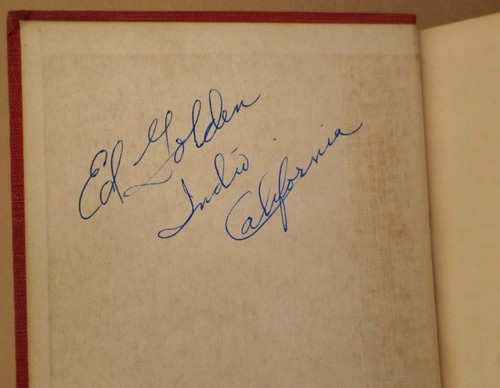 Ed Golden
Indio.
California